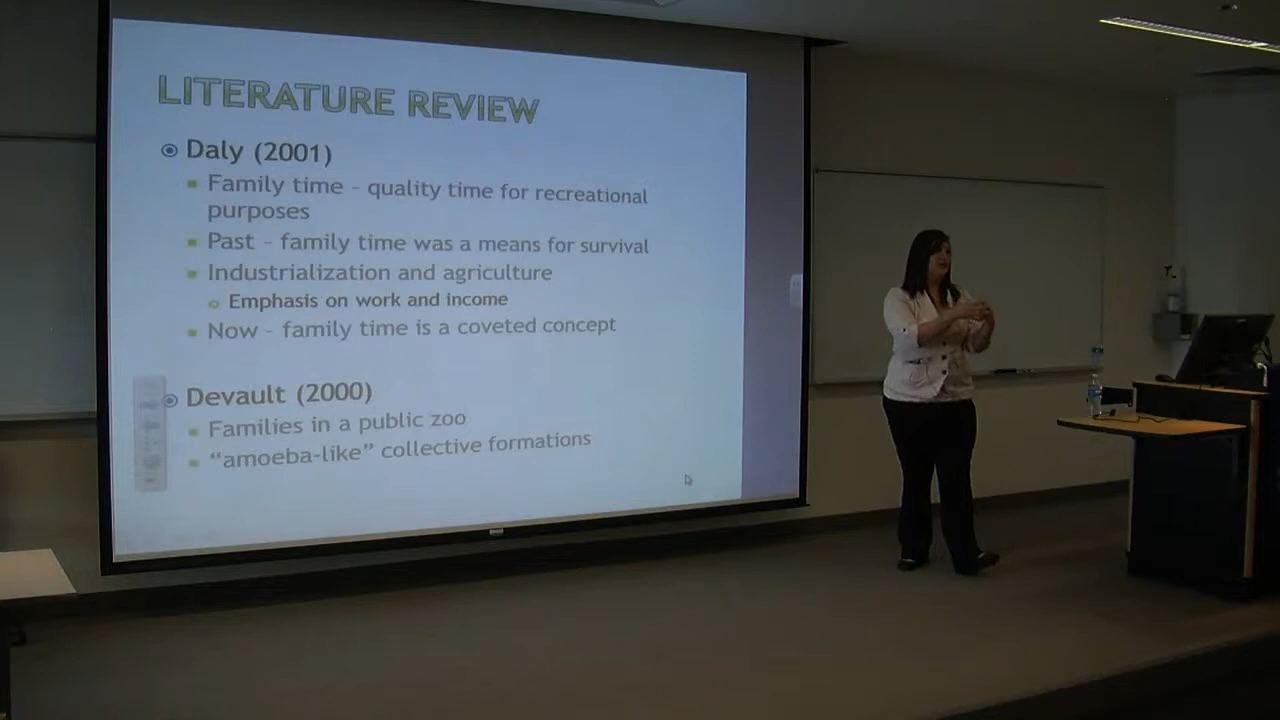 LITERATURE REVIEW
Daly (2001)
Family time – quality time for recreational
purposes
Past – family time was a means for survival
Industrialization and agriculture
Emphasis on work and income
Now – family time is a coveted concept
Devault (2000)
Families in a public zoo
“amoeba-like” collective formations